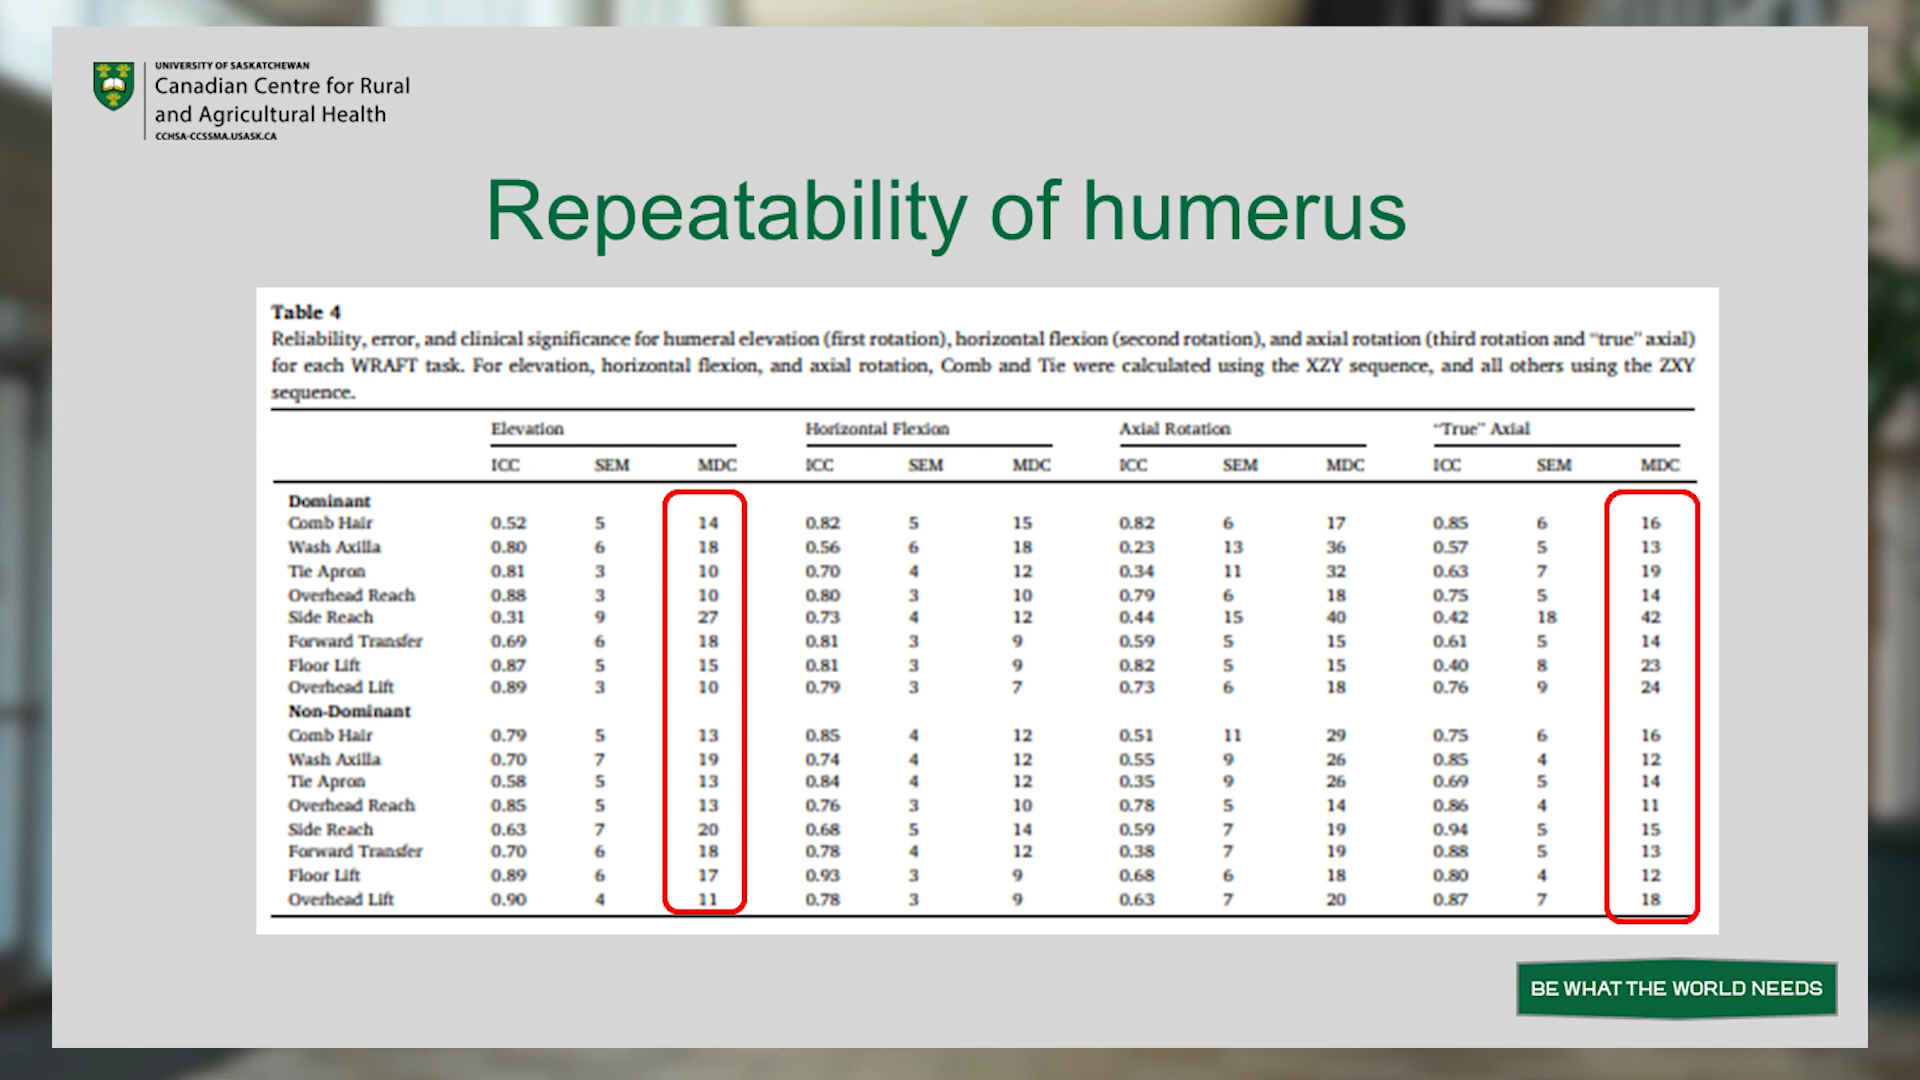 UNIVERSITY OF SASKATCHEWAN
Canadian Centre for Rural
and Agricultural Health
CCHSA-CCSSMA.USASK.CA
Repeatability of humerus
Table 4
Reliability, error, and clinical significance for humeral elevation (first rotation), horizontal flexion (second rotation), and axial rotation (third rotation and “true” axial)
for each WRAFT task. For elevation, horizontal flexion, and axial rotation, Comb and Tie were calculated using the XZY sequence, and all others using the ZXY
sequence.
Elevation Horizontal Flexion Axial Rotation “True” Axial
ICC SEM MDC ICC SEM MDC ICC SEM MDC ICC SEM MDC
Dominant
Comb Hair 0.52 5 14 0.82 5 15 0.82 6 17 0.85 6 16
Wash Axilla 0.80 6 18 0.56 6 18 0.23 13 36 0.57 5 13
Tie Apron 0.81 3 10 0.70 4 12 0.34 11 32 0.63 7 19
Overhead Reach 0.88 3 10 0.80 3 10 0.79 6 18 0.75 5 14
Side Reach 0.31 9 27 0.73 4 12 0.44 15 40 0.42 18 42
Forward Transfer 0.69 6 18 0.81 3 9 0.59 5 15 0.61 5 14
Floor Lift 0.87 5 15 0.81 3 9 0.82 5 15 0.40 8 23
Overhead Lift 0.89 3 10 0.79 3 7 0.73 6 18 0.76 9 24
Non-Dominant
Comb Hair 0.79 5 13 0.85 4 12 0.51 11 29 0.75 6 16
Wash Axilla 0.70 7 19 0.74 4 12 0.55 9 26 0.85 4 12
Tie Apron 0.58 5 13 0.84 4 12 0.35 9 26 0.69 5 14
Overhead Reach 0.85 5 13 0.76 3 10 0.78 5 14 0.86 4 11
Side Reach 0.63 7 20 0.68 5 14 0.59 7 19 0.94 5 15
Forward Transfer 0.70 6 18 0.78 4 12 0.38 7 19 0.88 5 13
Floor Lift 0.89 6 17 0.93 3 9 0.68 6 18 0.80 4 12
Overhead Lift 0.90 4 11 0.78 3 9 0.63 7 20 0.87 7 18
BE WHAT THE WORLD NEEDS